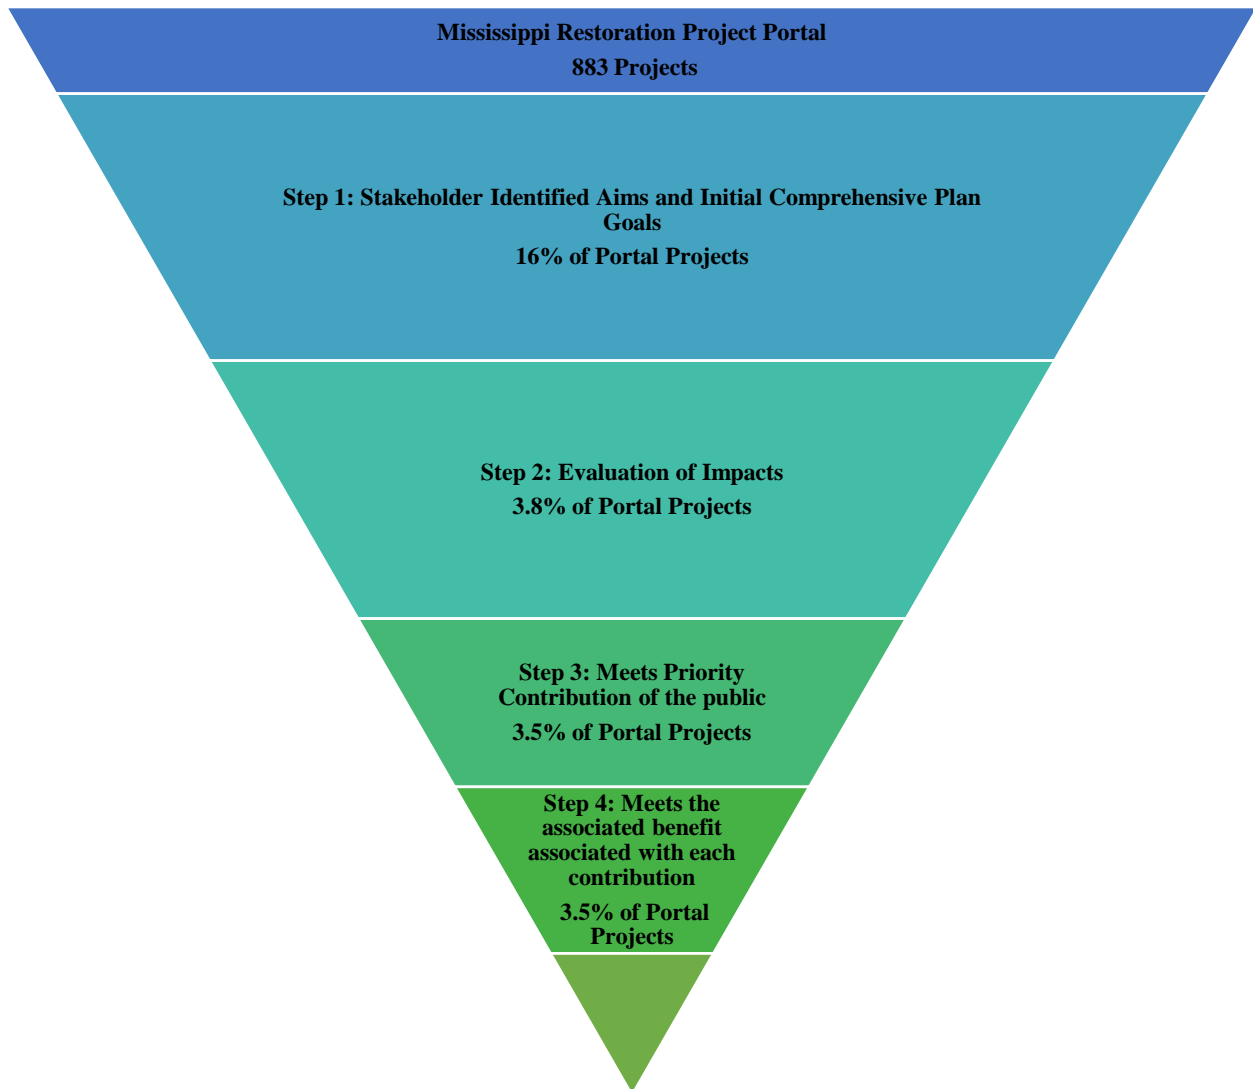 Mississippi Restoration Project Portal
883 Projects
Step 1: Stakeholder Identified Aims and Initial Comprehensive Plan
Goals
16% of Portal Projects
Step 2: Evaluation of Impacts
3.8% of Portal Projects
Step 3: Meets Priority
Contribution of the public
3.5% of Portal Projects
Step 4: Meets the
associated benefit
associated with each
contribution
3.5% of Portal
Projects